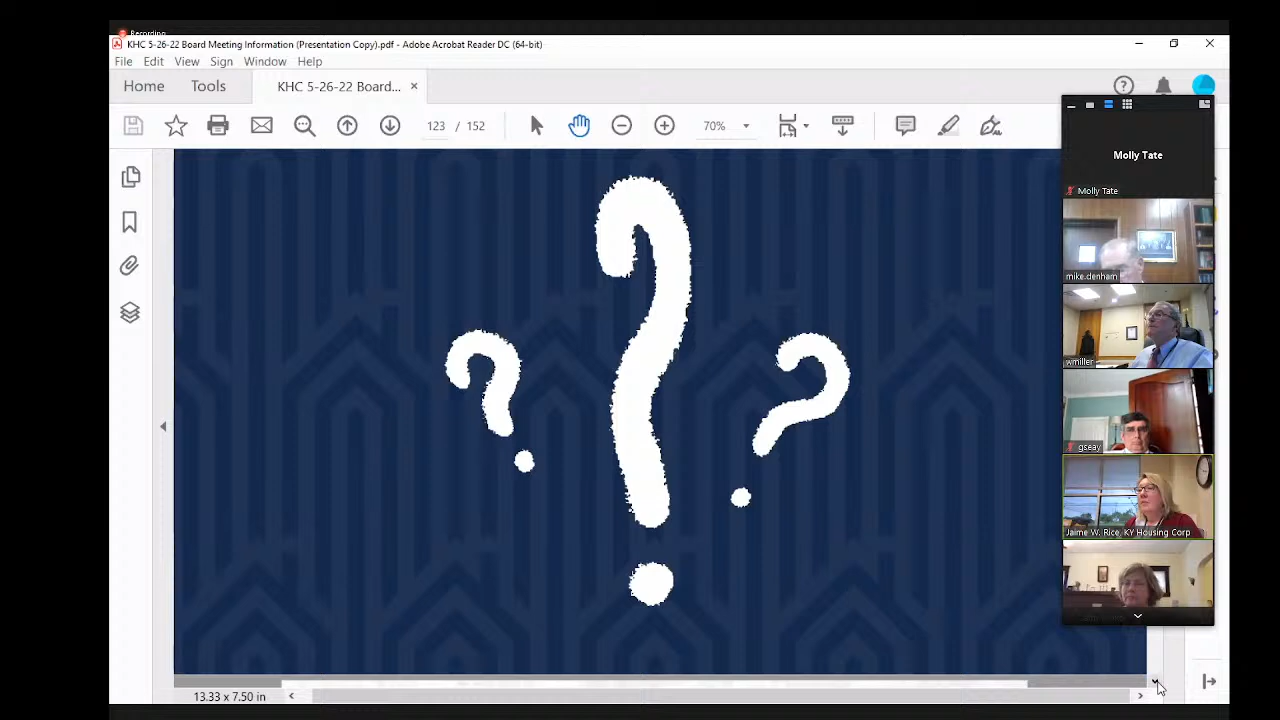 Recording
KHC 5-26-22 Board Meeting Information (Presentation Copy).pdf - Adobe Acrobat Reader DC (64-bit)
File Edit View Sign Window Help
Home Tools KHC 5-26-22 Board... ×
123 / 152 70%
Molly Tate
Molly Tate
mike.denham
wmiller
gseay
Jaime W. Rice, KY Housing Corp
? ? ?
13.33 x 7.50 in